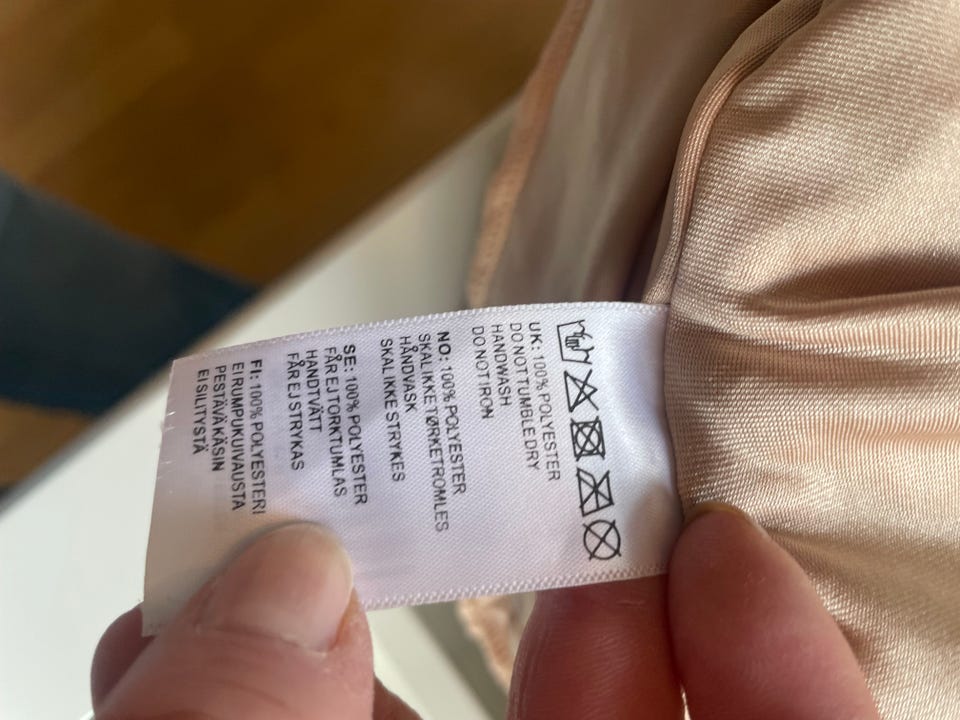 UK: 100% POLYESTER
DO NOT TUMBLE DRY
HANDWASH
DO NOT IRON
NO: 100% POLYESTER
SKAL IKKE TØRKETROMLES
HÅNDVASK
SKAL IKKE STRYKES
SE: 100% POLYESTER
FÅR EJ TORKTUMLAS
HANDTVÄTT
FÅR EJ STRYKAS
FI: 100% POLYESTERI
EI RUMPUKUIVAUSTA
PESTÄVÄ KÄSIN
EI SILITYSTÄ